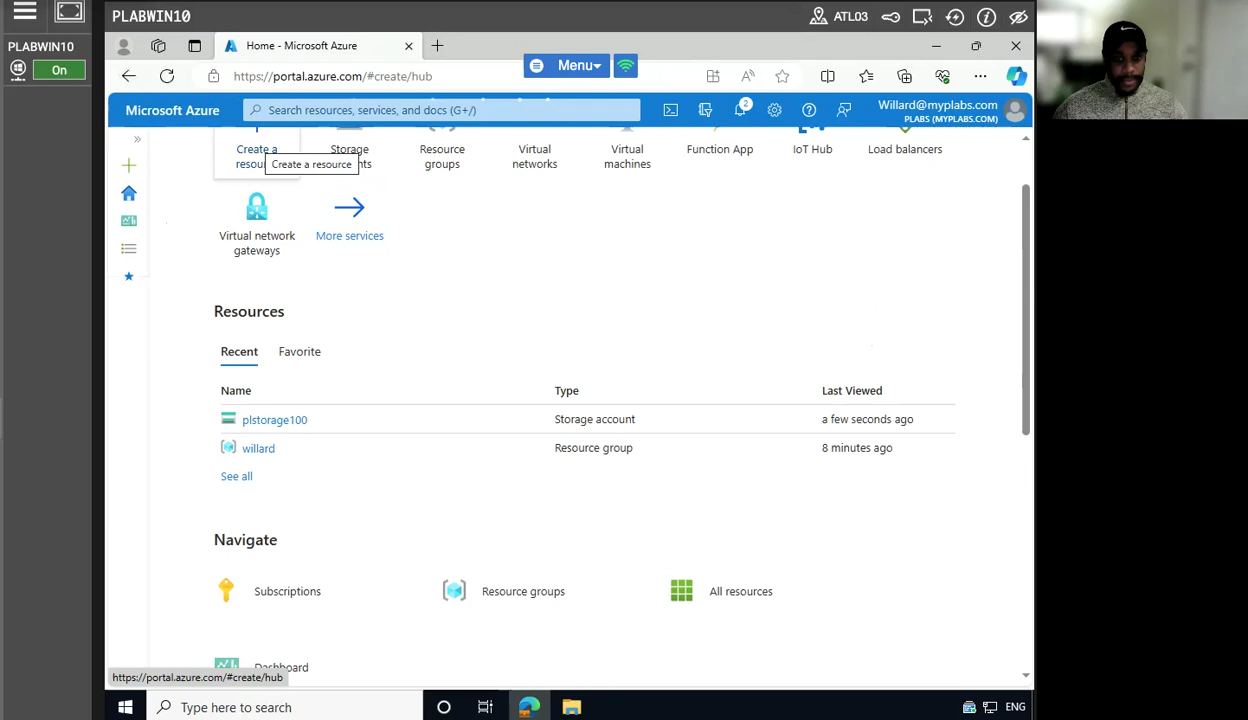 PLABWIN10
ATL03
PLABWIN10
On
Home - Microsoft Azure
https://portal.azure.com/#create/hub
Menu
Microsoft Azure
Search resources, services, and docs (G+/)
2
Willard@myplabs.com
PLABS (MYPLABS.COM)
Create a
Create a resource
Storage
Resource
groups
Virtual
networks
Virtual
machines
Function App
IoT Hub
Load balancers
Virtual network
gateways
More services
Resources
Recent
Favorite
Name
Type
Last Viewed
plstorage100
Storage account
a few seconds ago
willard
Resource group
8 minutes ago
See all
Navigate
Subscriptions
Resource groups
All resources
Dashboard
https://portal.azure.com/#create/hub
Type here to search
ENG